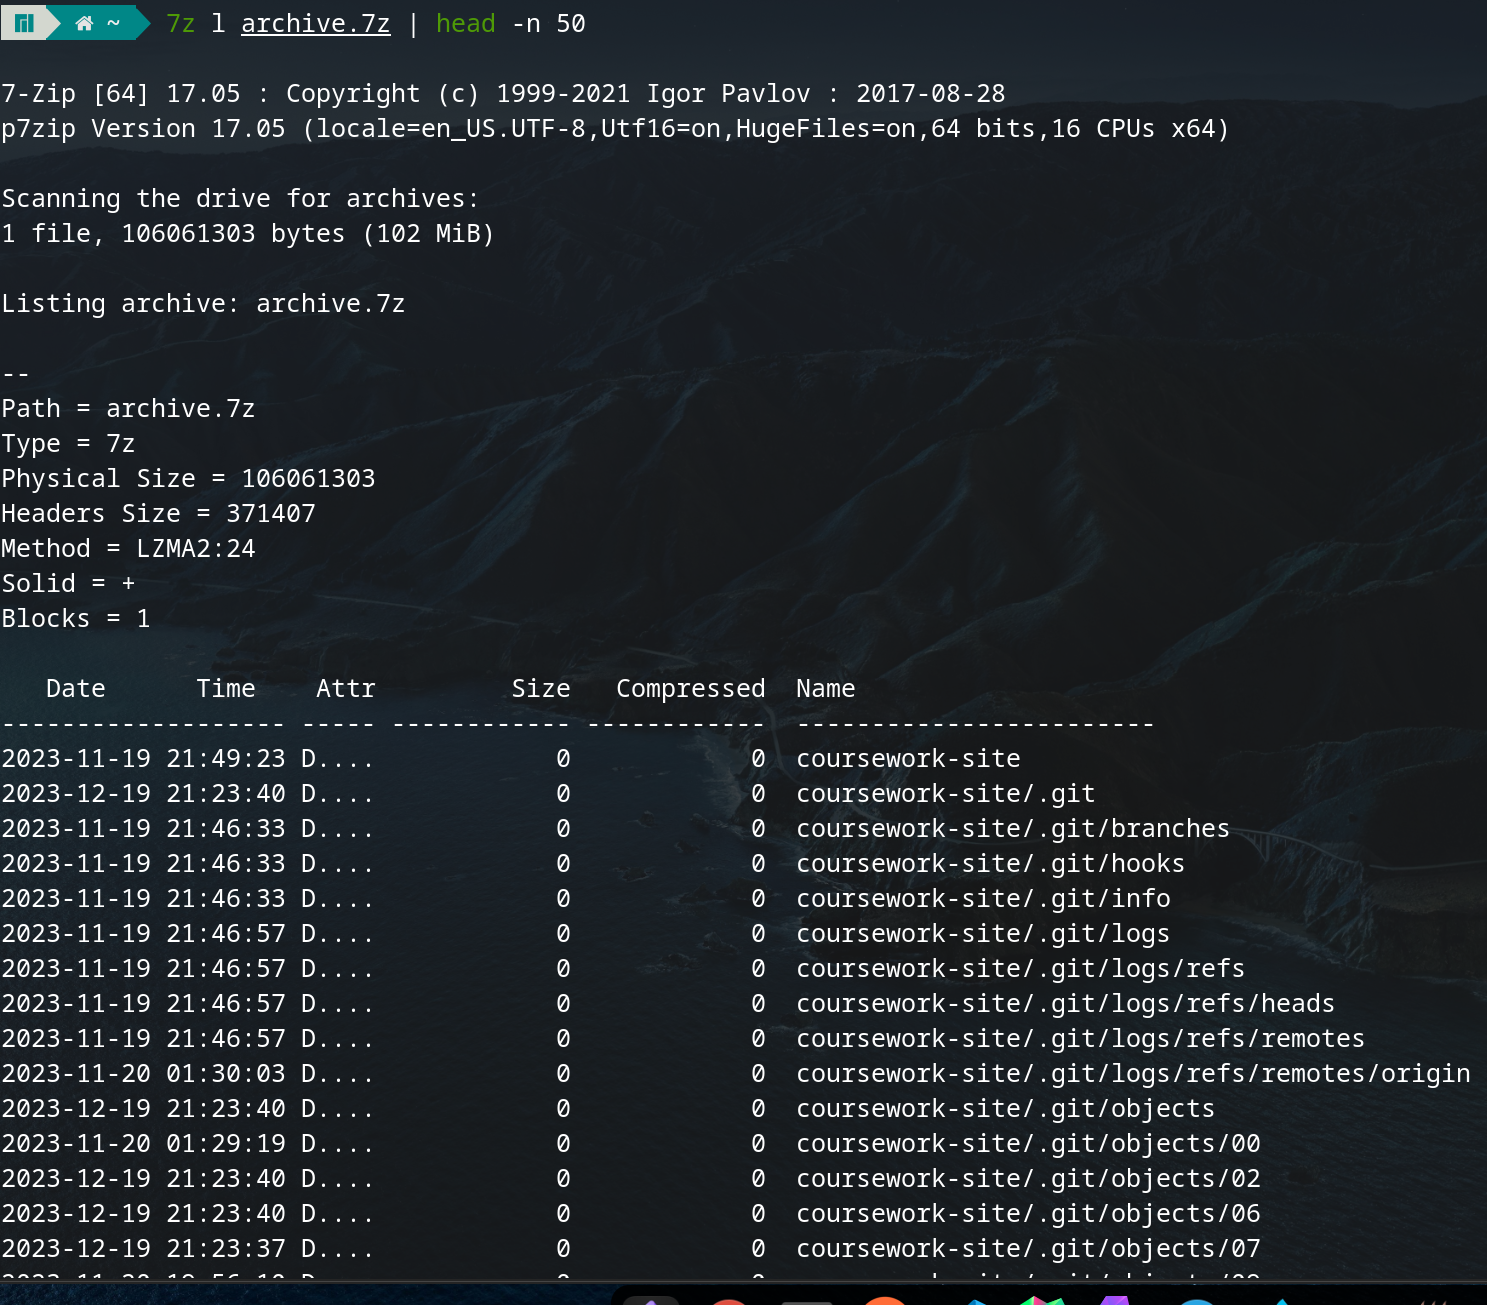 ~ 7z l archive.7z | head -n 50
7-Zip [64] 17.05 : Copyright (c) 1999-2021 Igor Pavlov : 2017-08-28
p7zip Version 17.05 (locale=en_US.UTF-8,Utf16=on,HugeFiles=on,64 bits,16 CPUs x64)
Scanning the drive for archives:
1 file, 106061303 bytes (102 MiB)
Listing archive: archive.7z
--
Path = archive.7z
Type = 7z
Physical Size = 106061303
Headers Size = 371407
Method = LZMA2:24
Solid = +
Blocks = 1
   Date      Time    Attr         Size   Compressed  Name
------------------- ----- ------------ ------------  ------------------------
2023-11-19 21:49:23 D....            0            0  coursework-site
2023-12-19 21:23:40 D....            0            0  coursework-site/.git
2023-11-19 21:46:33 D....            0            0  coursework-site/.git/branches
2023-11-19 21:46:33 D....            0            0  coursework-site/.git/hooks
2023-11-19 21:46:33 D....            0            0  coursework-site/.git/info
2023-11-19 21:46:57 D....            0            0  coursework-site/.git/logs
2023-11-19 21:46:57 D....            0            0  coursework-site/.git/logs/refs
2023-11-19 21:46:57 D....            0            0  coursework-site/.git/logs/refs/heads
2023-11-19 21:46:57 D....            0            0  coursework-site/.git/logs/refs/remotes
2023-11-20 01:30:03 D....            0            0  coursework-site/.git/logs/refs/remotes/origin
2023-12-19 21:23:40 D....            0            0  coursework-site/.git/objects
2023-11-20 01:29:19 D....            0            0  coursework-site/.git/objects/00
2023-12-19 21:23:40 D....            0            0  coursework-site/.git/objects/02
2023-12-19 21:23:40 D....            0            0  coursework-site/.git/objects/06
2023-12-19 21:23:37 D....            0            0  coursework-site/.git/objects/07